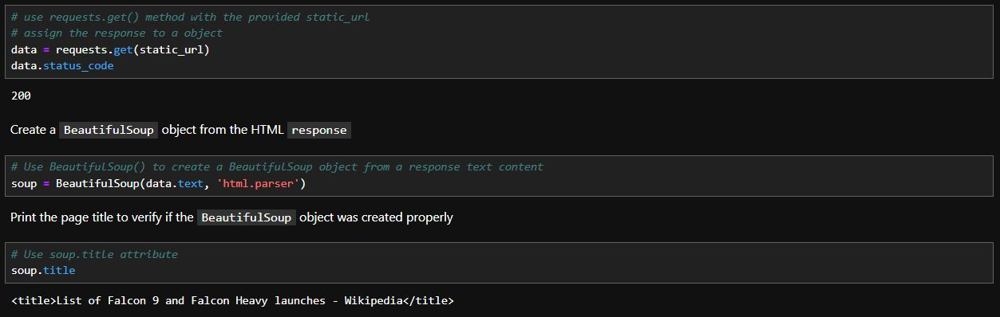 # use requests.get() method with the provided static_url
# assign the response to a object
data = requests.get(static_url)
data.status_code
200
Create a BeautifulSoup object from the HTML response
# Use BeautifulSoup() to create a BeautifulSoup object from a response text content
soup = BeautifulSoup(data.text, 'html.parser')
Print the page title to verify if the BeautifulSoup object was created properly
# Use soup.title attribute
soup.title
<title>List of Falcon 9 and Falcon Heavy launches - Wikipedia</title>